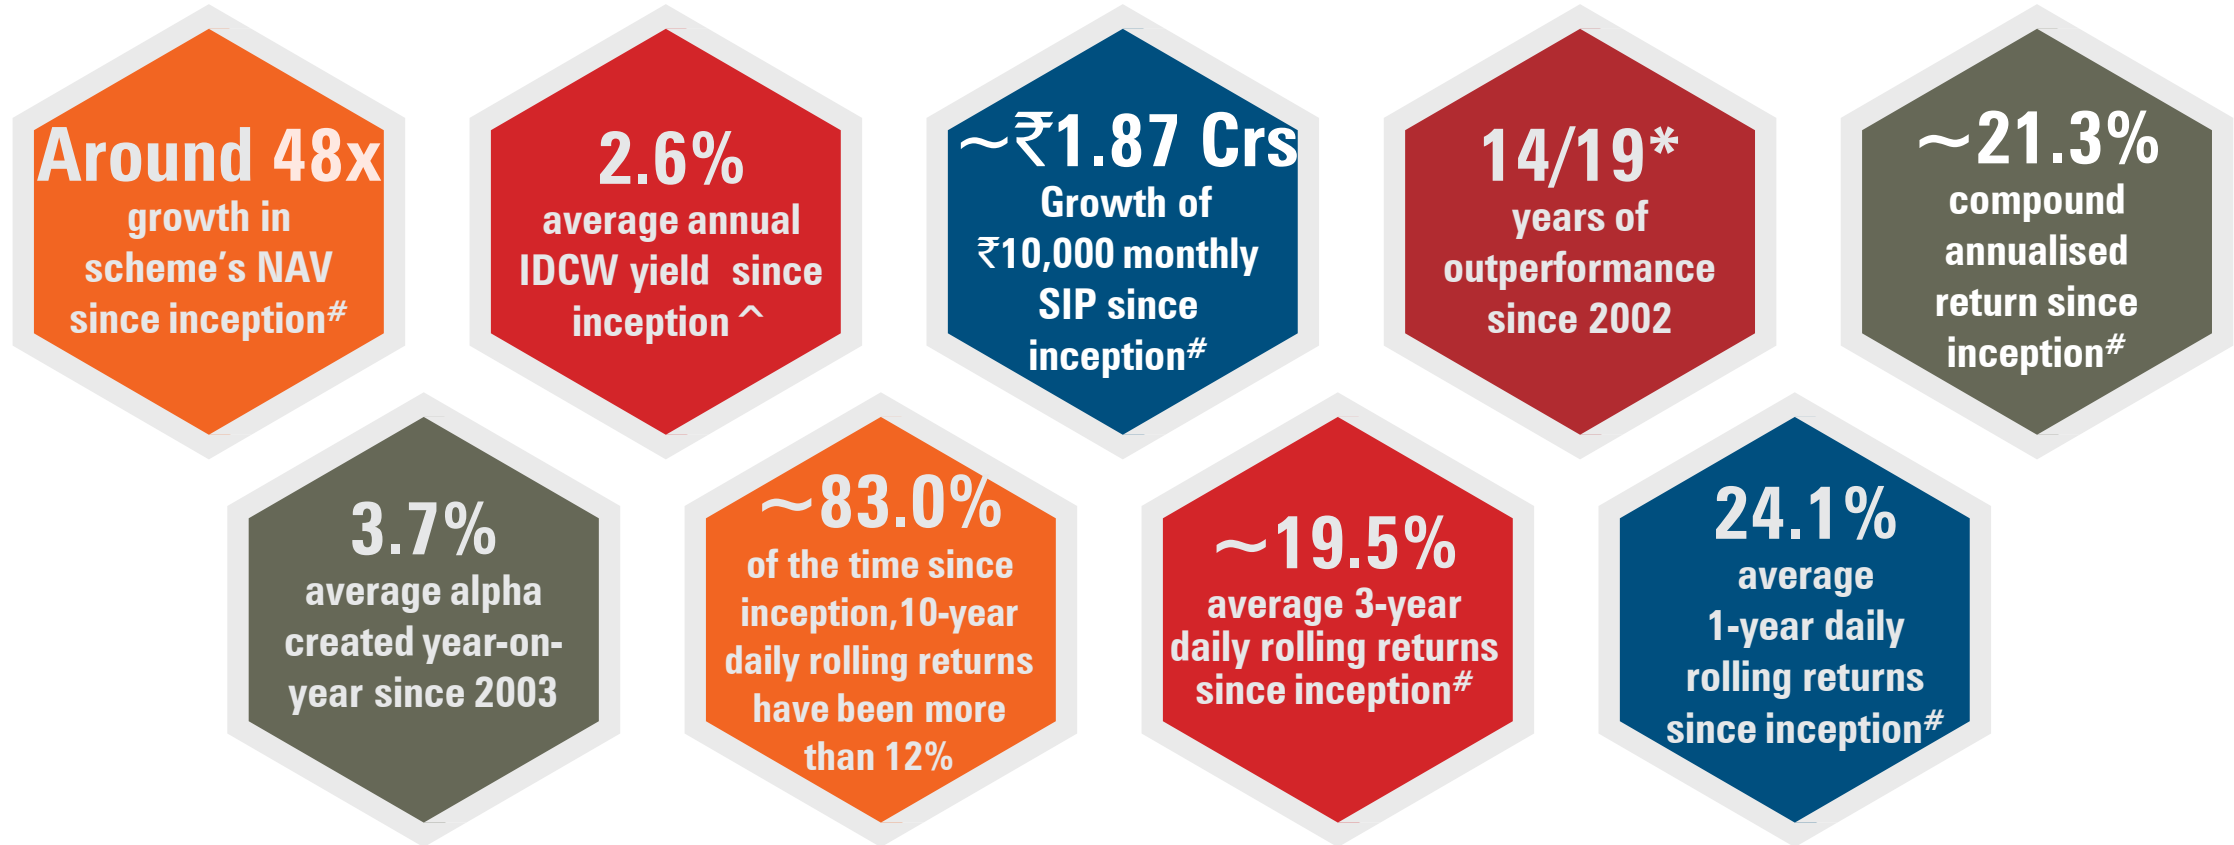 Around 48x
growth in
scheme’s NAV
since inception#
2.6%
average annual
IDCW yield since
inception^
~₹1.87 Crs
Growth of
₹10,000 monthly
SIP since
inception#
14/19*
years of
outperformance
since 2002
~21.3%
compound
annualised
return since
inception#
3.7%
average alpha
created year-on-
year since 2003
~83.0%
of the time since
inception,10-year
daily rolling returns
have been more
than 12%
~19.5%
average 3-year
daily rolling returns
since inception#
24.1%
average
1-year daily
rolling returns
since inception#